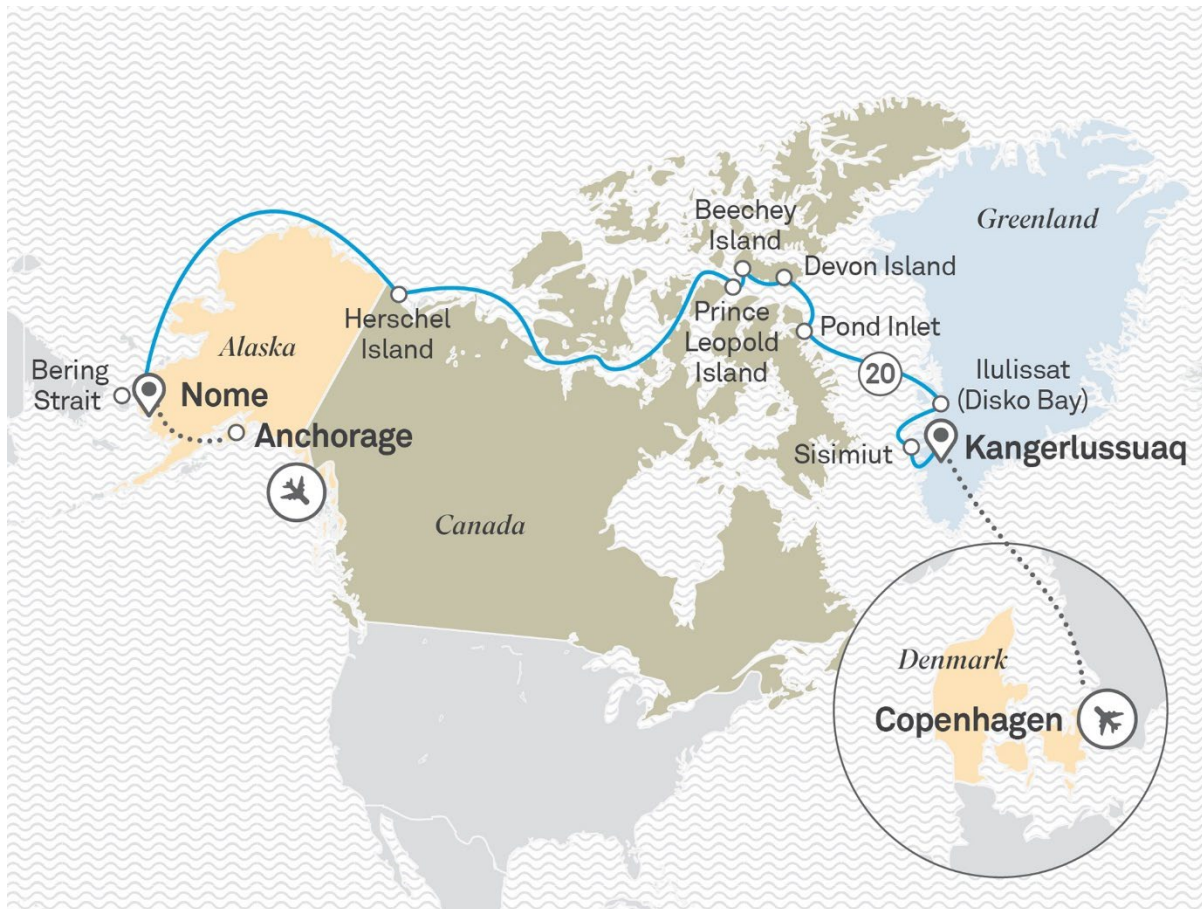 Beechey
Island
Greenland
Devon Island
Herschel
Island
Prince
Leopold
Island
Pond Inlet
Alaska
Bering
Strait
Nome
20
Ilulissat
(Disko Bay)
Anchorage
Sisimiut
Kangerlussuaq
Canada
Denmark
Copenhagen